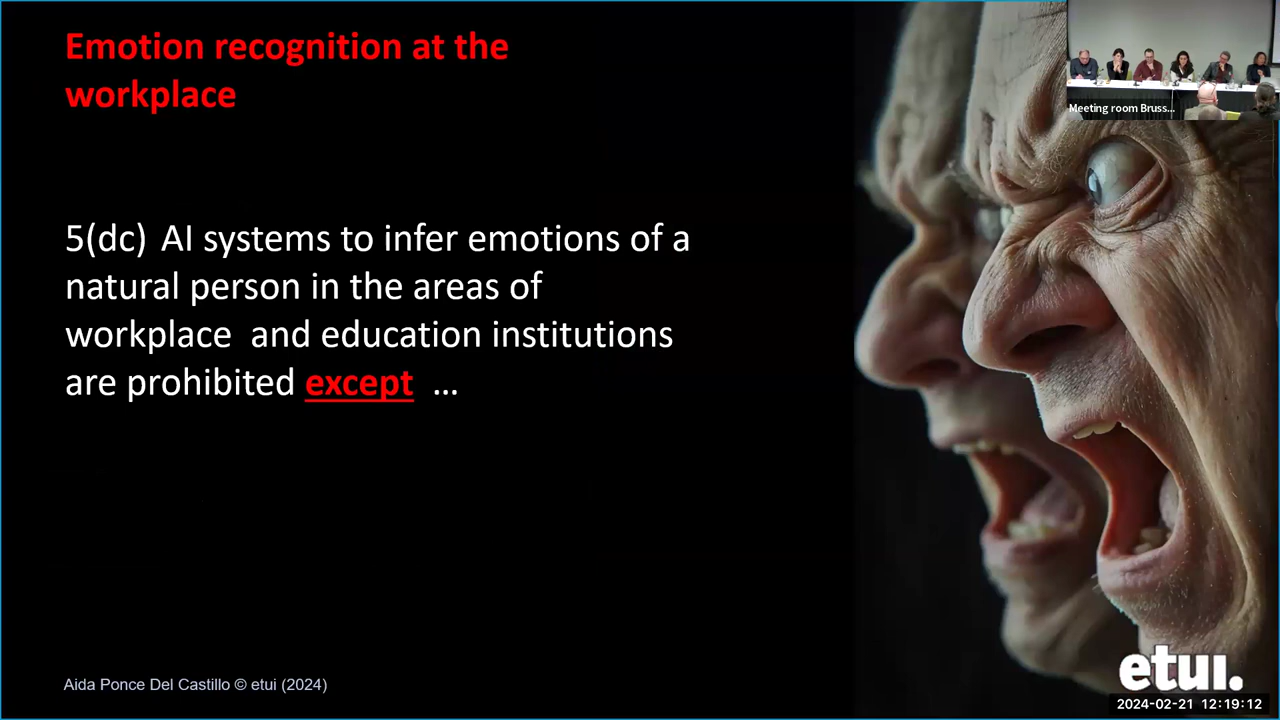 Emotion recognition at the
workplace
Meeting room Bruss...
5(dc) AI systems to infer emotions of a
natural person in the areas of
workplace and education institutions
are prohibited except ...
Aida Ponce Del Castillo © etui (2024)
etui.
2024-02-21 12:19:12